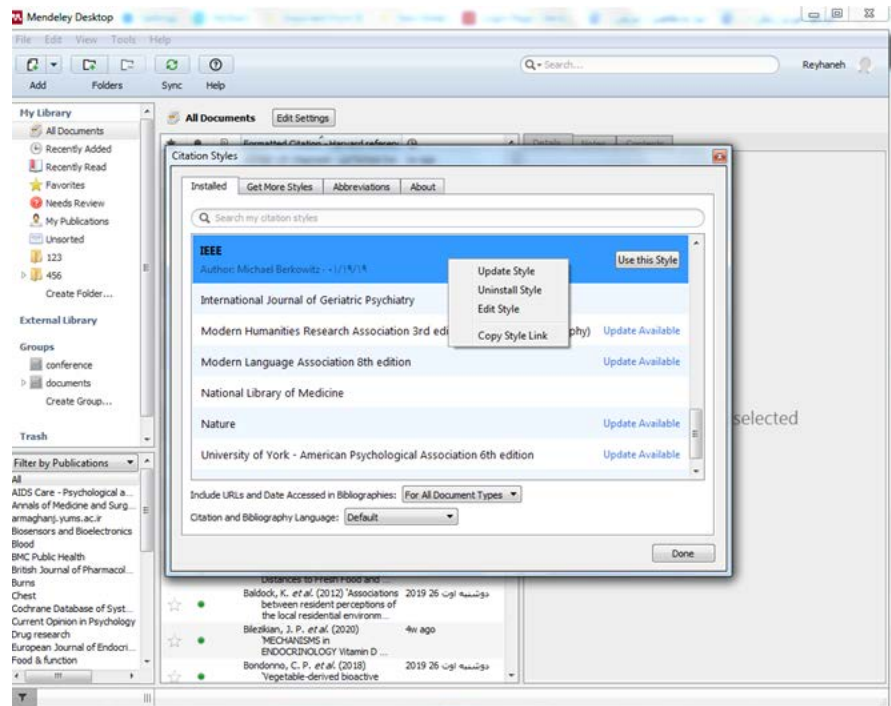 Mendeley Desktop
File Edit View Tools Help
Search...
Reyhaneh
Add Folders Sync Help
My Library
All Documents
Recently Added
Recently Read
Favorites
Needs Review
My Publications
Unsorted
123
456
Create Folder...
External Library
Groups
conference
documents
Create Group...
Trash
Filter by Publications
All
AIDS Care - Psychological a...
Annals of Medicine and Surg...
armaghanj.yums.ac.ir
Biosensors and Bioelectronics
Blood
BMC Public Health
British Journal of Pharmacol...
Burns
Chest
Cochrane Database of Syst...
Current Opinion in Psychology
Drug research
European Journal of Endocri...
Food & function
All Documents Edit Settings
Details Notes Contents
Citation Styles
Installed Get More Styles Abbreviations About
Search my citation styles
IEEE
Use this Style
Author: Michael Berkowitz -
Update Style
Uninstall Style
Edit Style
Copy Style Link
International Journal of Geriatric Psychiatry
Modern Humanities Research Association 3rd edi phy) Update Available
Modern Language Association 8th edition Update Available
National Library of Medicine
Nature Update Available
University of York - American Psychological Association 6th edition Update Available
Include URLs and Date Accessed in Bibliographies: For All Document Types
Citation and Bibliography Language: Default
Done
selected
Distances to Fresh Food and ...
Baldock, K. et al. (2012) 'Associations دوشنبه اوت 26 2019
between resident perceptions of
the local residential environm...
Bilezikian, J. P. et al. (2020) 4w ago
'MECHANISMS in
ENDOCRINOLOGY Vitamin D ...
Bondonno, C. P. et al. (2018) دوشنبه اوت 26 2019
'Vegetable-derived bioactive